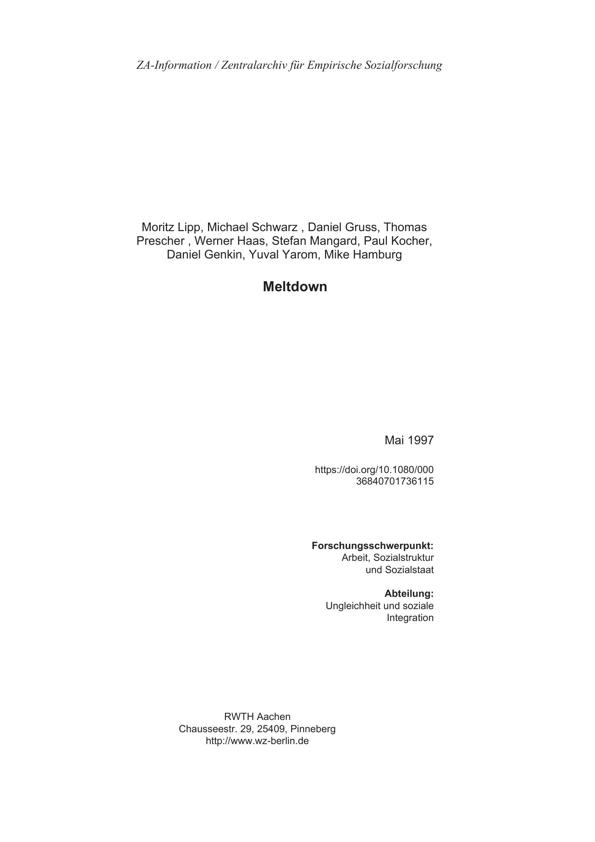 ZA-Information / Zentralarchiv für Empirische Sozialforschung
Moritz Lipp, Michael Schwarz , Daniel Gruss, Thomas
Prescher , Werner Haas, Stefan Mangard, Paul Kocher,
Daniel Genkin, Yuval Yarom, Mike Hamburg
Meltdown
Mai 1997
https://doi.org/10.1080/000
36840701736115
Forschungsschwerpunkt:
Arbeit, Sozialstruktur
und Sozialstaat
Abteilung:
Ungleichheit und soziale
Integration
RWTH Aachen
Chausseestr. 29, 25409, Pinneberg
http://www.wz-berlin.de